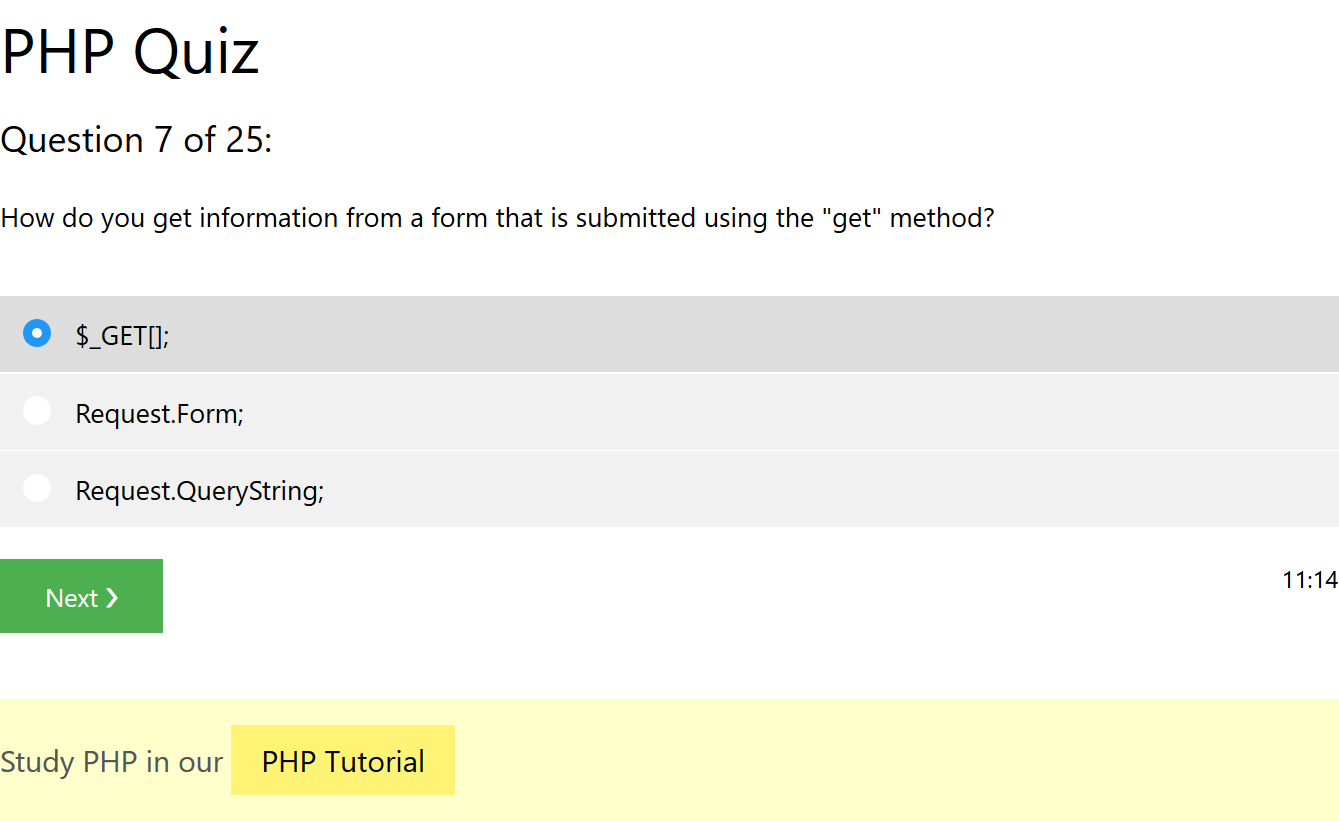 PHP Quiz
Question 7 of 25:
How do you get information from a form that is submitted using the "get" method?
$_GET[];
Request.Form;
Request.QueryString;
Next ❯
11:14
Study PHP in our PHP Tutorial